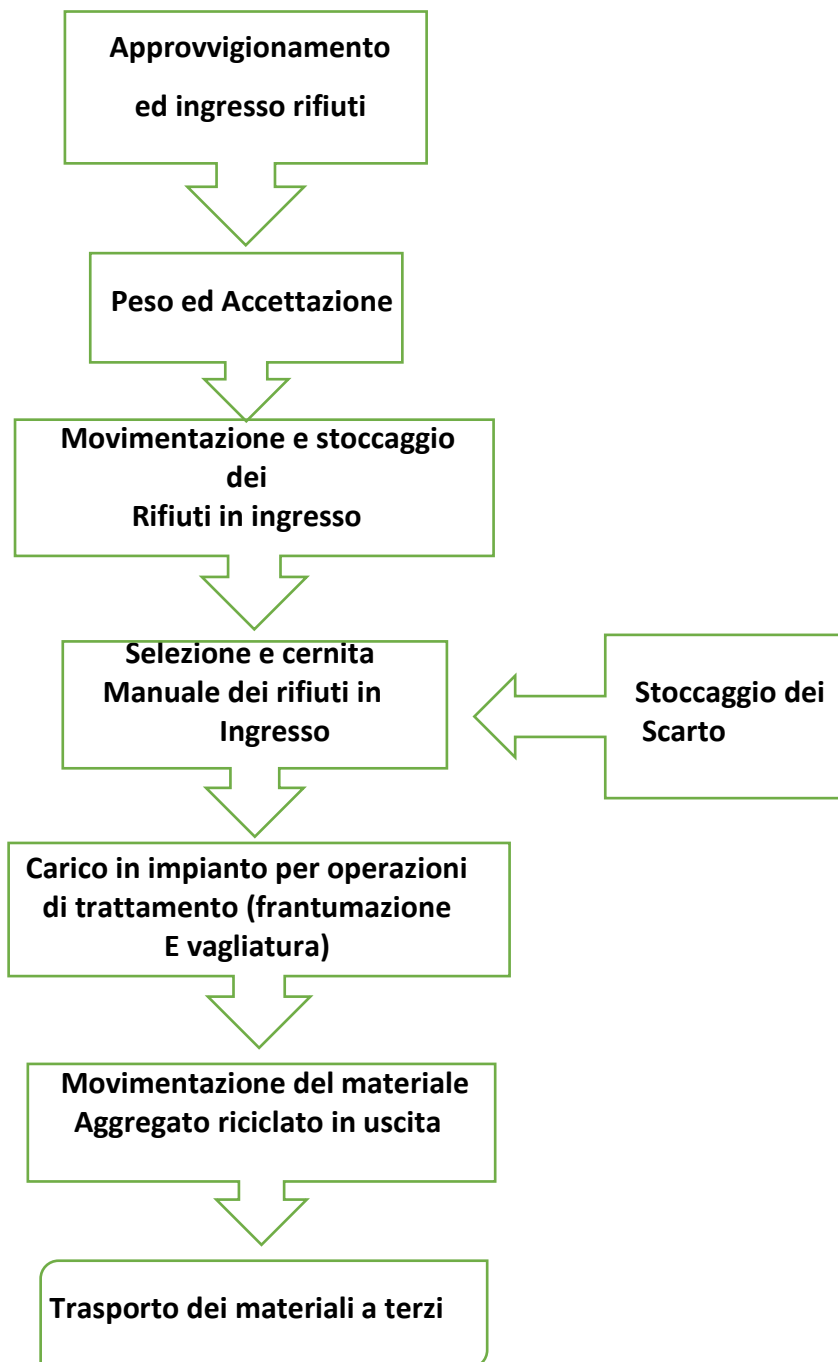 Approvvigionamento
ed ingresso rifiuti
Peso ed Accettazione
Movimentazione e stoccaggio
dei
Rifiuti in ingresso
Selezione e cernita
Manuale dei rifiuti in
Ingresso
Stoccaggio dei
Scarto
Carico in impianto per operazioni
di trattamento (frantumazione
E vagliatura)
Movimentazione del materiale
Aggregato riciclato in uscita
Trasporto dei materiali a terzi